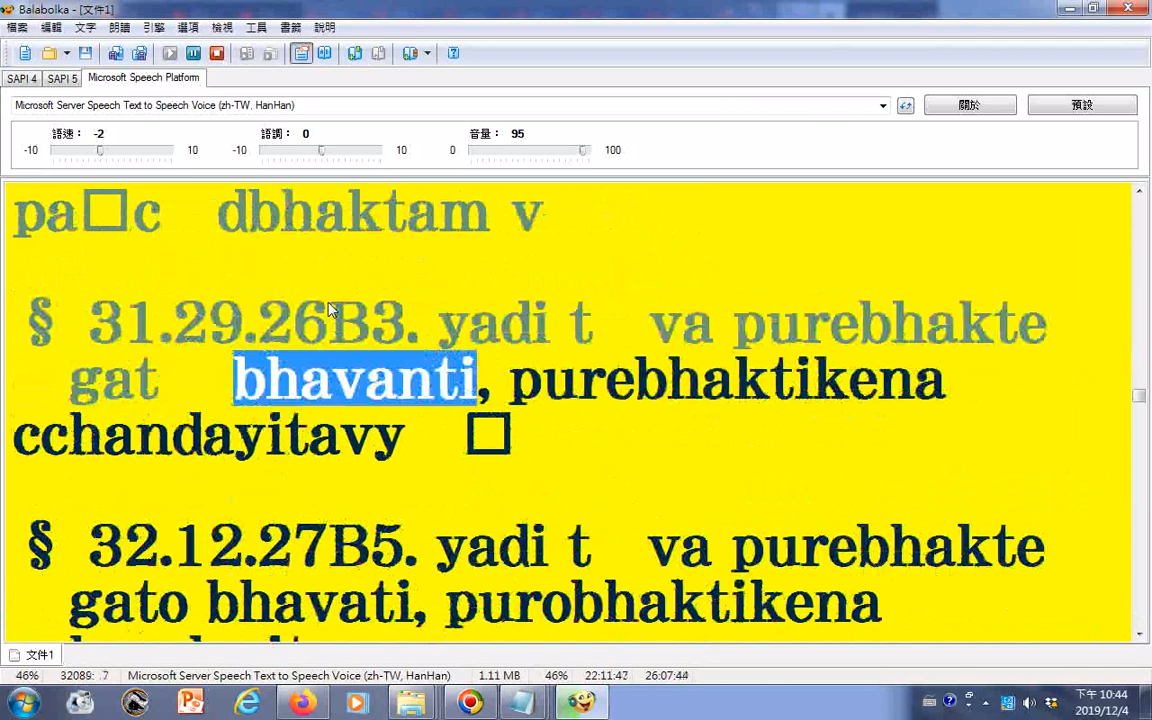 Balabolka - [文件1]
檔案 編輯 文字 朗讀 引擎 選項 檢視 工具 書籤 說明
SAPI 4 SAPI 5 Microsoft Speech Platform
Microsoft Server Speech Text to Speech Voice (zh-TW, HanHan) 關於 預設
語速： -2 語調： 0 音量： 95
-10 10 -10 10 0 100
pa□c dbhaktam v
§ 31.29.26B3. yadi t va purebhakte
gat bhavanti, purebhaktikena
cchandayitavy □
§ 32.12.27B5. yadi t va purebhakte
gato bhavati, purobhaktikena
文件1
46% Microsoft Server Speech Text to Speech Voice (zh-TW, HanHan) 1.11 MB 46% 22:11:47 26:07:44
下午 10:44
2019/12/4